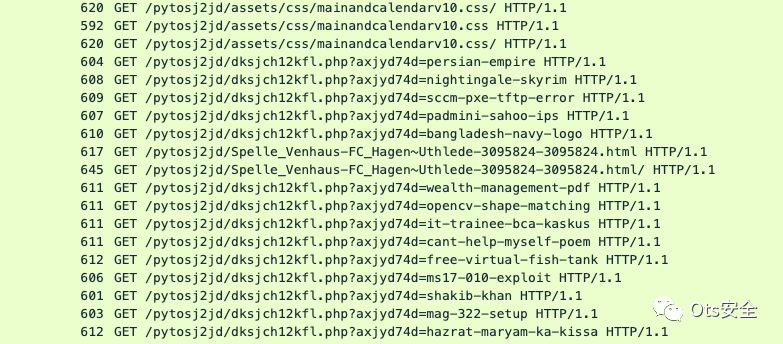 620 GET /pytosj2jd/assets/css/mainandcalendarv10.css/ HTTP/1.1
592 GET /pytosj2jd/assets/css/mainandcalendarv10.css HTTP/1.1
620 GET /pytosj2jd/assets/css/mainandcalendarv10.css/ HTTP/1.1
604 GET /pytosj2jd/dksjch12kfl.php?axjyd74d=persian-empire HTTP/1.1
608 GET /pytosj2jd/dksjch12kfl.php?axjyd74d=nightingale-skyrim HTTP/1.1
609 GET /pytosj2jd/dksjch12kfl.php?axjyd74d=sccm-pxe-tftp-error HTTP/1.1
607 GET /pytosj2jd/dksjch12kfl.php?axjyd74d=padmini-sahoo-ips HTTP/1.1
610 GET /pytosj2jd/dksjch12kfl.php?axjyd74d=bangladesh-navy-logo HTTP/1.1
617 GET /pytosj2jd/Spelle_Venhaus-FC_Hagen~Uthlede-3095824-3095824.html HTTP/1.1
645 GET /pytosj2jd/Spelle_Venhaus-FC_Hagen~Uthlede-3095824-3095824.html/ HTTP/1.1
611 GET /pytosj2jd/dksjch12kfl.php?axjyd74d=wealth-management-pdf HTTP/1.1
611 GET /pytosj2jd/dksjch12kfl.php?axjyd74d=opencv-shape-matching HTTP/1.1
611 GET /pytosj2jd/dksjch12kfl.php?axjyd74d=it-trainee-bca-kaskus HTTP/1.1
611 GET /pytosj2jd/dksjch12kfl.php?axjyd74d=cant-help-myself-poem HTTP/1.1
612 GET /pytosj2jd/dksjch12kfl.php?axjyd74d=free-virtual-fish-tank HTTP/1.1
606 GET /pytosj2jd/dksjch12kfl.php?axjyd74d=ms17-010-exploit HTTP/1.1
601 GET /pytosj2jd/dksjch12kfl.php?axjyd74d=shakib-khan HTTP/1.1
603 GET /pytosj2jd/dksjch12kfl.php?axjyd74d=mag-322-setup HTTP/1.1
612 GET /pytosj2jd/dksjch12kfl.php?axjyd74d=hazrat-maryam-ka-kissa HTTP/1.1
Ots安全